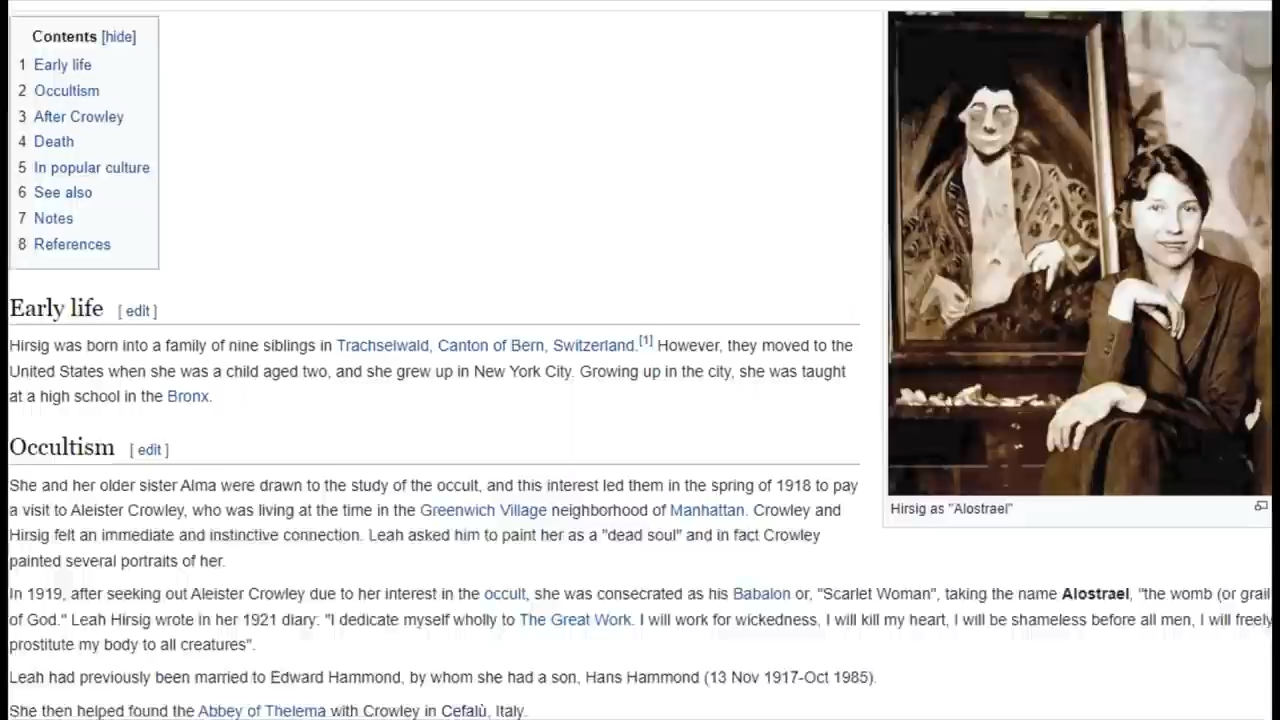 Contents [hide]
1 Early life
2 Occultism
3 After Crowley
4 Death
5 In popular culture
6 See also
7 Notes
8 References
Early life [ edit ]
Hirsig was born into a family of nine siblings in Trachselwald, Canton of Bern, Switzerland.[1] However, they moved to the
United States when she was a child aged two, and she grew up in New York City. Growing up in the city, she was taught
at a high school in the Bronx.
Occultism [ edit ]
She and her older sister Alma were drawn to the study of the occult, and this interest led them in the spring of 1918 to pay
a visit to Aleister Crowley, who was living at the time in the Greenwich Village neighborhood of Manhattan. Crowley and
Hirsig felt an immediate and instinctive connection. Leah asked him to paint her as a "dead soul" and in fact Crowley
painted several portraits of her.
Hirsig as "Alostrael"
In 1919, after seeking out Aleister Crowley due to her interest in the occult, she was consecrated as his Babalon or, "Scarlet Woman", taking the name Alostrael, "the womb (or grail
of God." Leah Hirsig wrote in her 1921 diary: "I dedicate myself wholly to The Great Work. I will work for wickedness, I will kill my heart, I will be shameless before all men, I will freely
prostitute my body to all creatures".
Leah had previously been married to Edward Hammond, by whom she had a son, Hans Hammond (13 Nov 1917-Oct 1985).
She then helped found the Abbey of Thelema with Crowley in Cefalù, Italy.